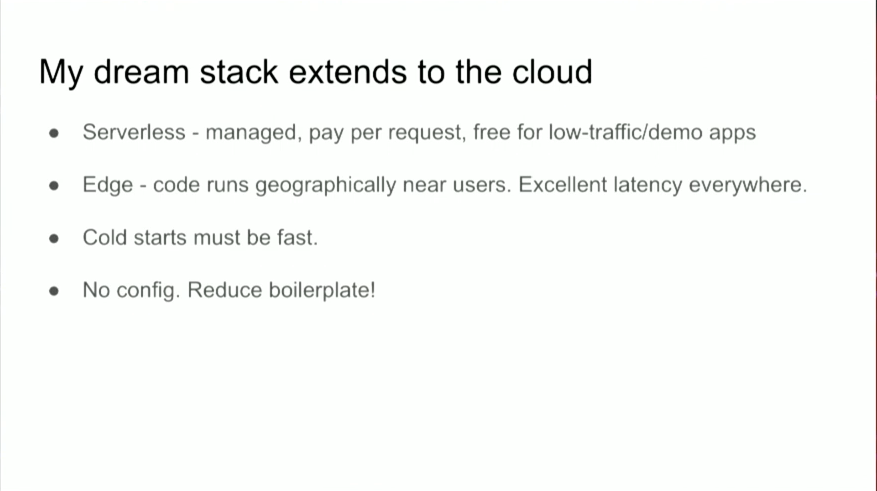 My dream stack extends to the cloud
● Serverless - managed, pay per request, free for low-traffic/demo apps
● Edge - code runs geographically near users. Excellent latency everywhere.
● Cold starts must be fast.
● No config. Reduce boilerplate!